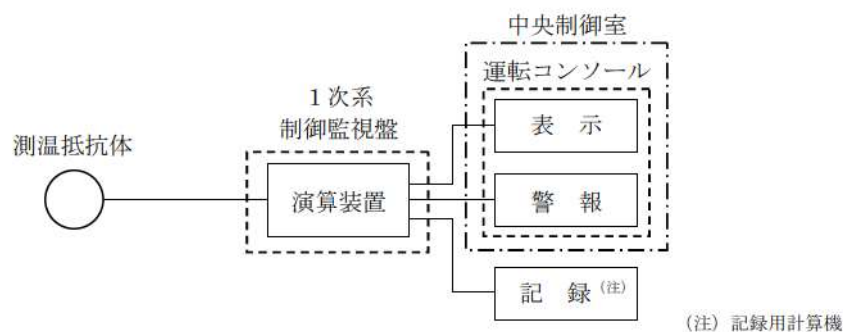 中央制御室
運転コンソール
1次系
制御監視盤
測温抵抗体
表 示
演算装置
警 報
記 録 (注)
(注) 記録用計算機